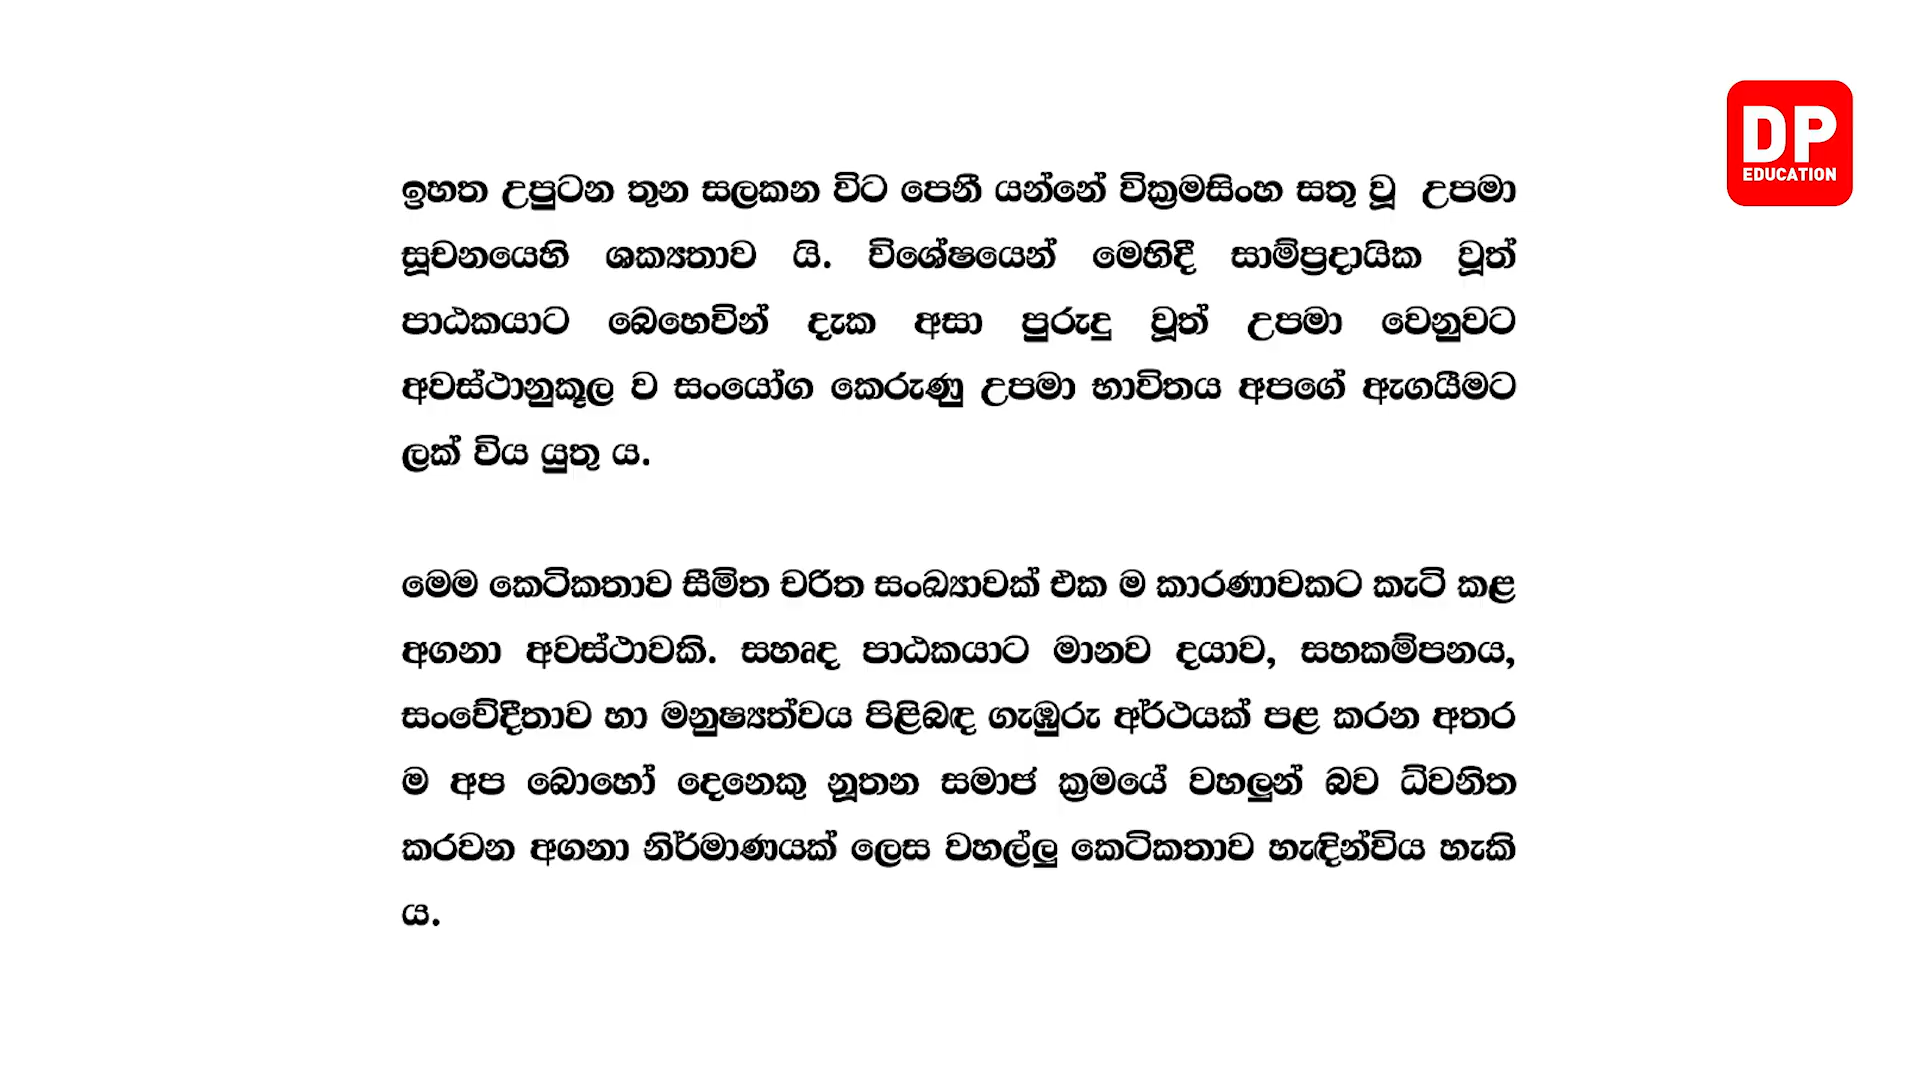 DP
EDUCATION
ඉහත උපුටන තුන සලකන විට පෙනී යන්නේ වික්‍රමසිංහ සතු වූ උපමා
සූචනයෙහි ශක්‍යතාව යි. විශේෂයෙන් මෙහිදී සාම්ප්‍රදායික වූත්
පාඨකයාට බෙහෙවින් දැක අසා පුරුදු වූත් උපමා වෙනුවට
අවස්ථානුකූල ව සංයෝග කෙරුණු උපමා භාවිතය අපගේ ඇගයීමට
ලක් විය යුතු ය.
මෙම කෙටිකතාව සීමිත චරිත සංඛ්‍යාවක් එක ම කාරණාවකට කැටි කළ
අගනා අවස්ථාවකි. සහෘද පාඨකයාට මානව දයාව, සහකම්පනය,
සංවේදීතාව හා මනුෂ්‍යත්වය පිළිබඳ ගැඹුරු අර්ථයක් පළ කරන අතර
ම අප බොහෝ දෙනෙකු නූතන සමාජ ක්‍රමයේ වහලුන් බව ධ්වනිත
කරවන අගනා නිර්මාණයක් ලෙස වහල්ලු කෙටිකතාව හැඳින්විය හැකි
ය.